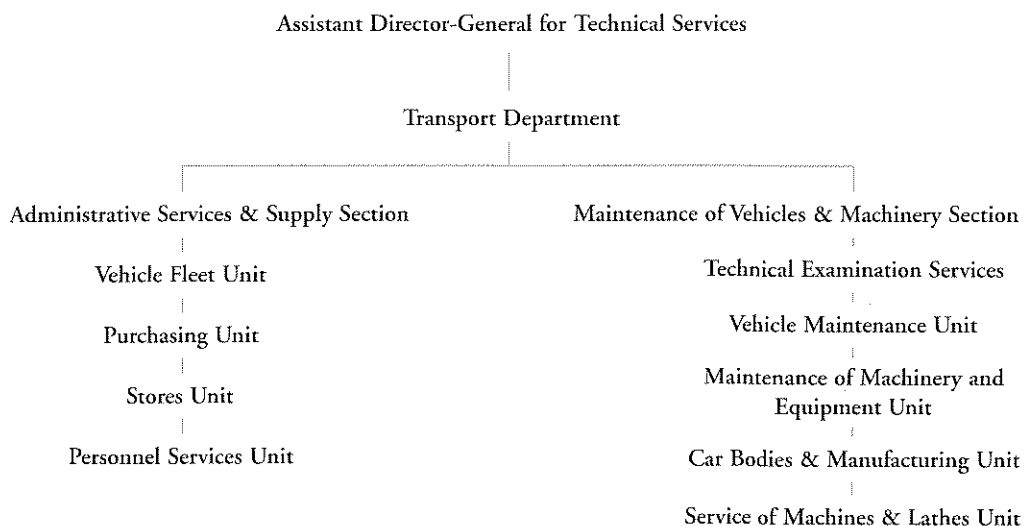 Assistant Director-General for Technical Services
Transport Department
Administrative Services & Supply Section
Vehicle Fleet Unit
Purchasing Unit
Stores Unit
Personnel Services Unit
Maintenance of Vehicles & Machinery Section
Technical Examination Services
Vehicle Maintenance Unit
Maintenance of Machinery and
Equipment Unit
Car Bodies & Manufacturing Unit
Service of Machines & Lathes Unit